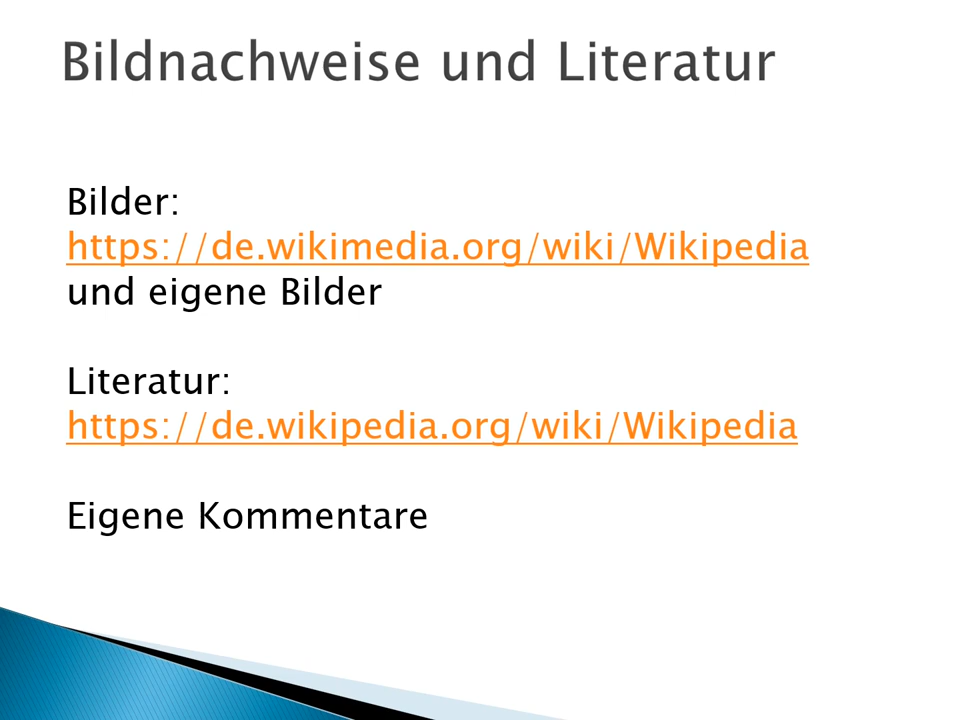 Bildnachweise und Literatur
Bilder:
https://de.wikimedia.org/wiki/Wikipedia
und eigene Bilder
Literatur:
https://de.wikipedia.org/wiki/Wikipedia
Eigene Kommentare